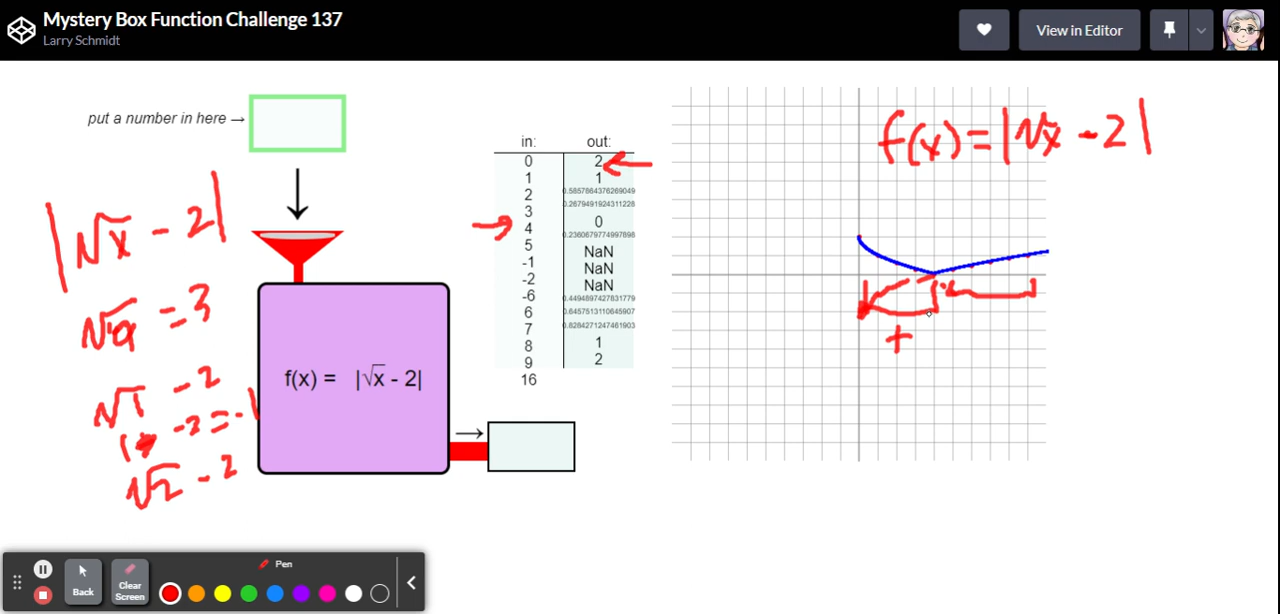 Mystery Box Function Challenge 137
Larry Schmidt
View in Editor
put a number in here →
in: out:
0 2
1 1
2 0.5857864376269049
3 0.2679491924311228
4 0
5 0.2360679774997898
-1 NaN
-2 NaN
-6 NaN
6 0.4494897427831779
7 0.6457513110645907
8 0.8284271247461903
9 1
16 2
f(x) = |√x - 2|
f(x) = |√x - 2|
|√x - 2|
√9 = 3
√1 - 2
1 - 2 = -1
√2 - 2
+
Pen
Back
Clear
Screen